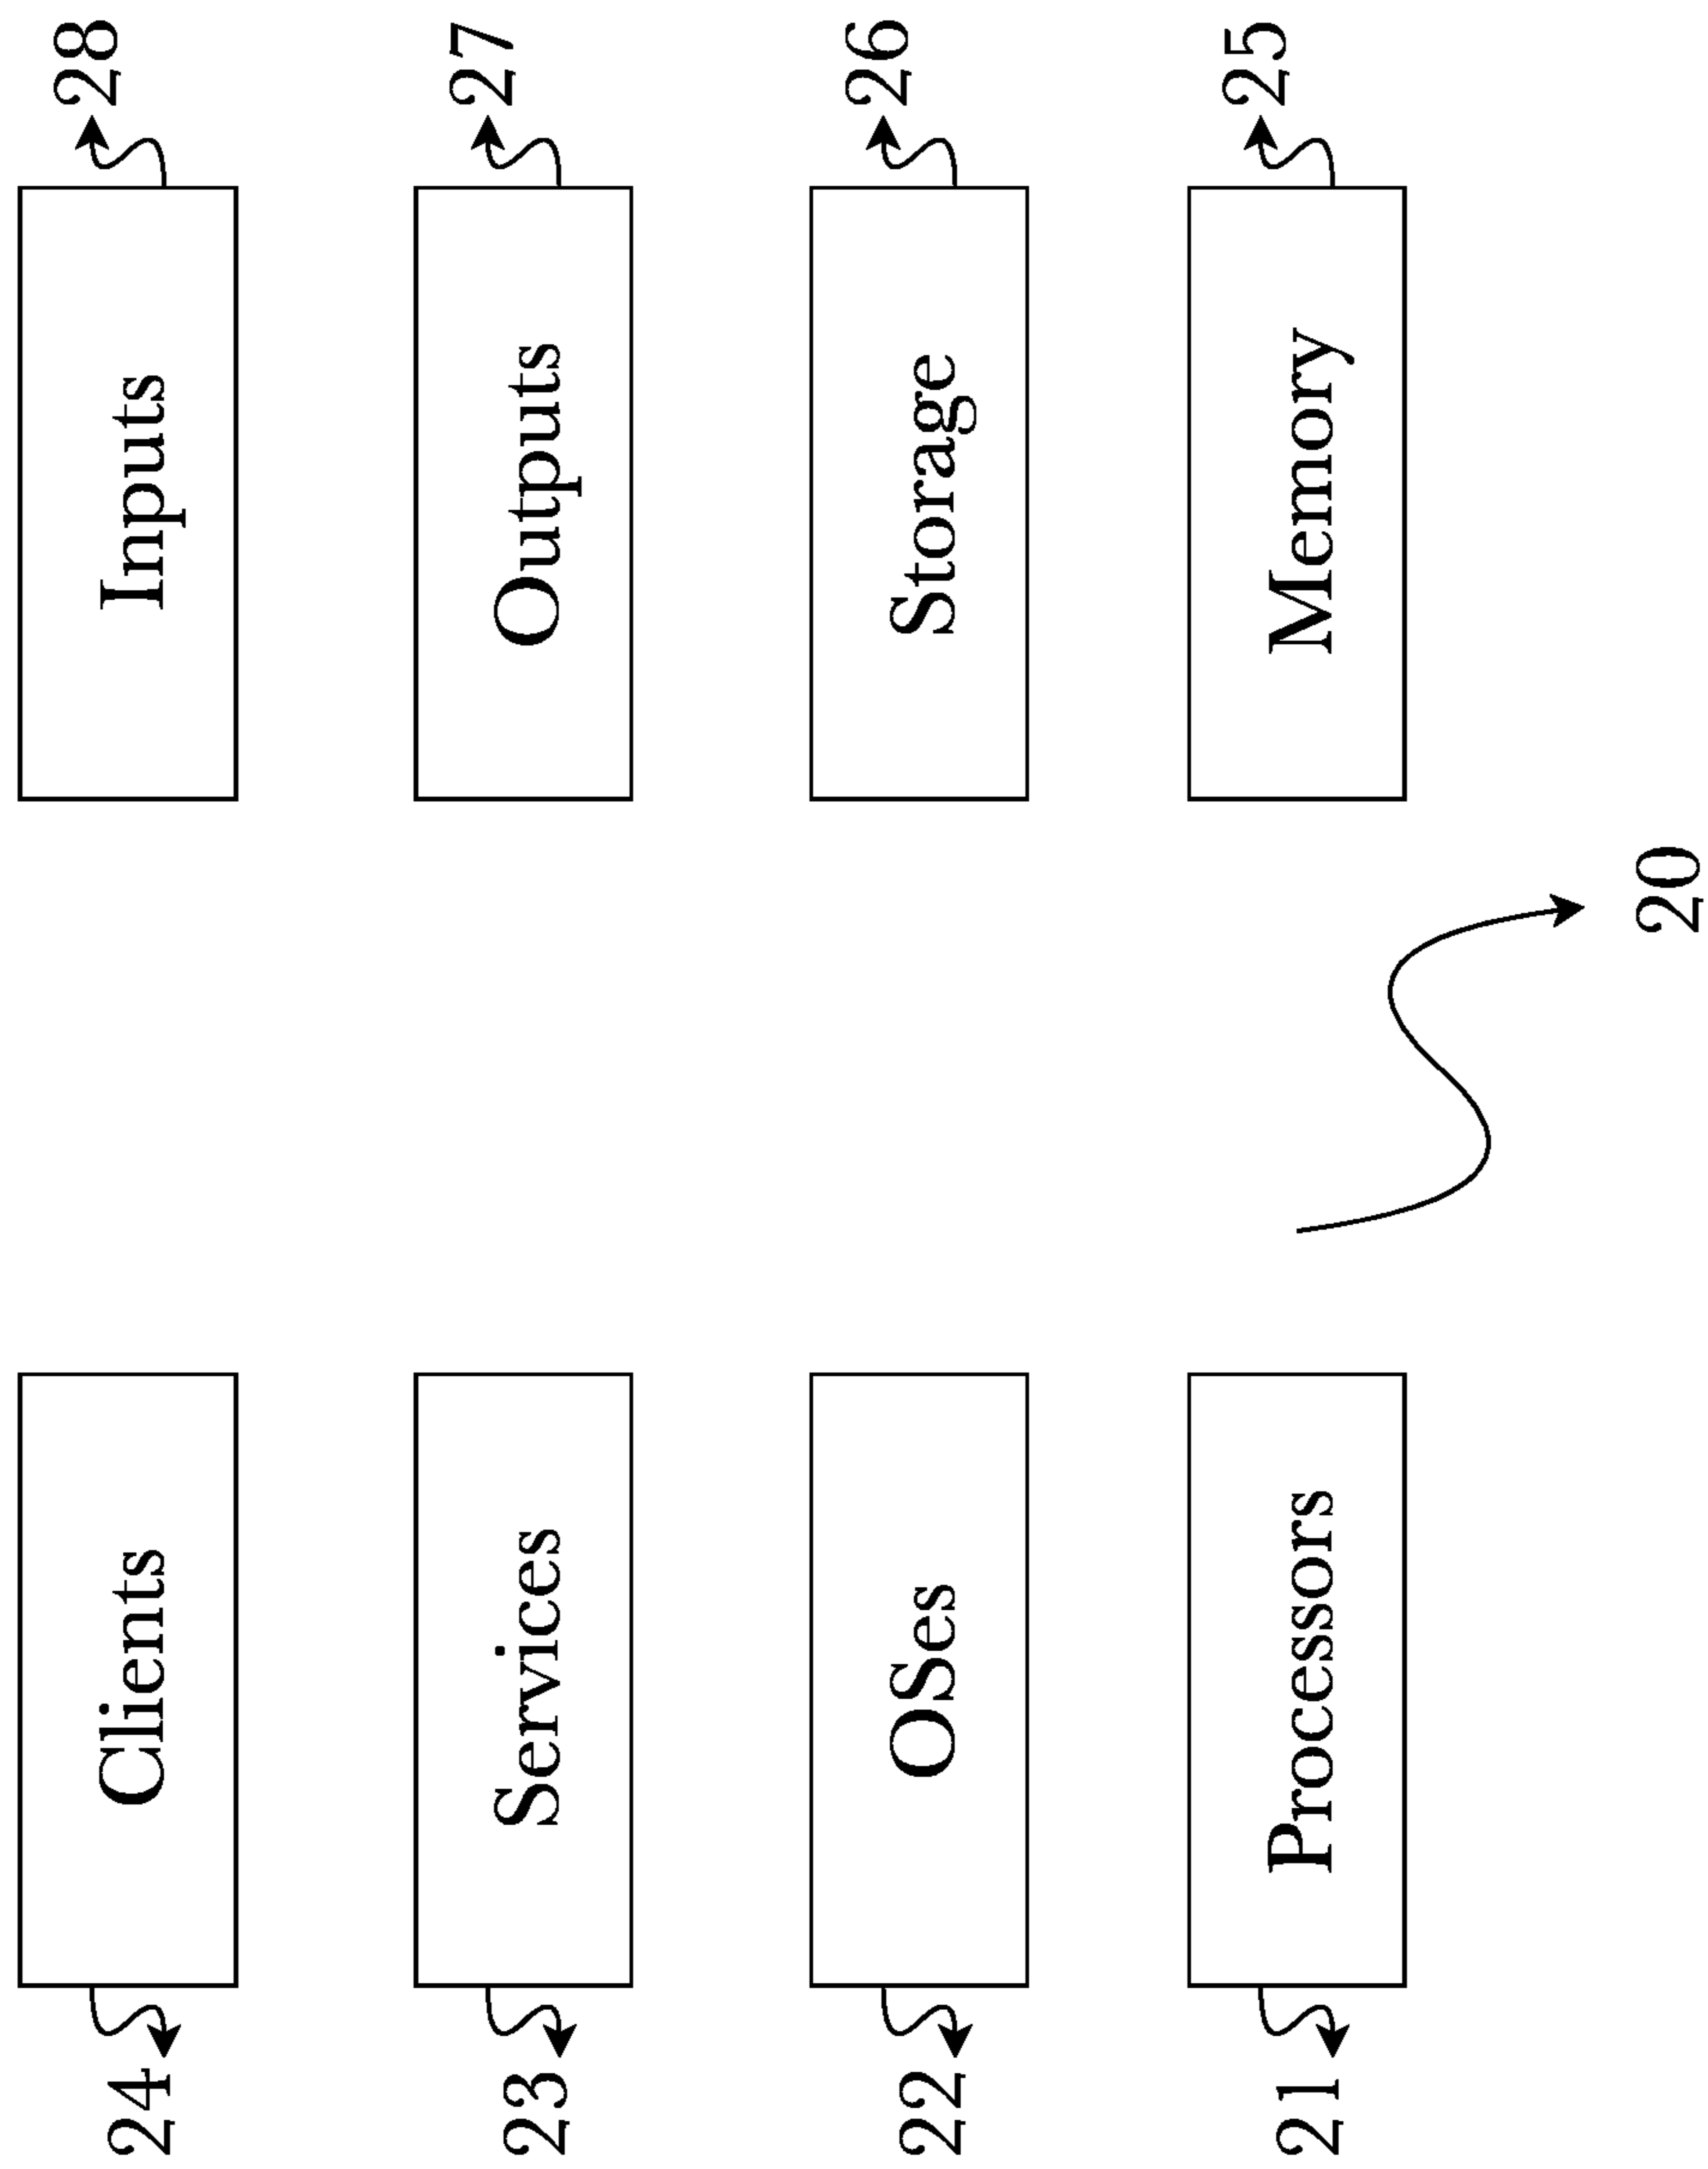 24 Clients Inputs 28
23 Services Outputs 27
22 OSes Storage 26
21 Processors Memory 25
20